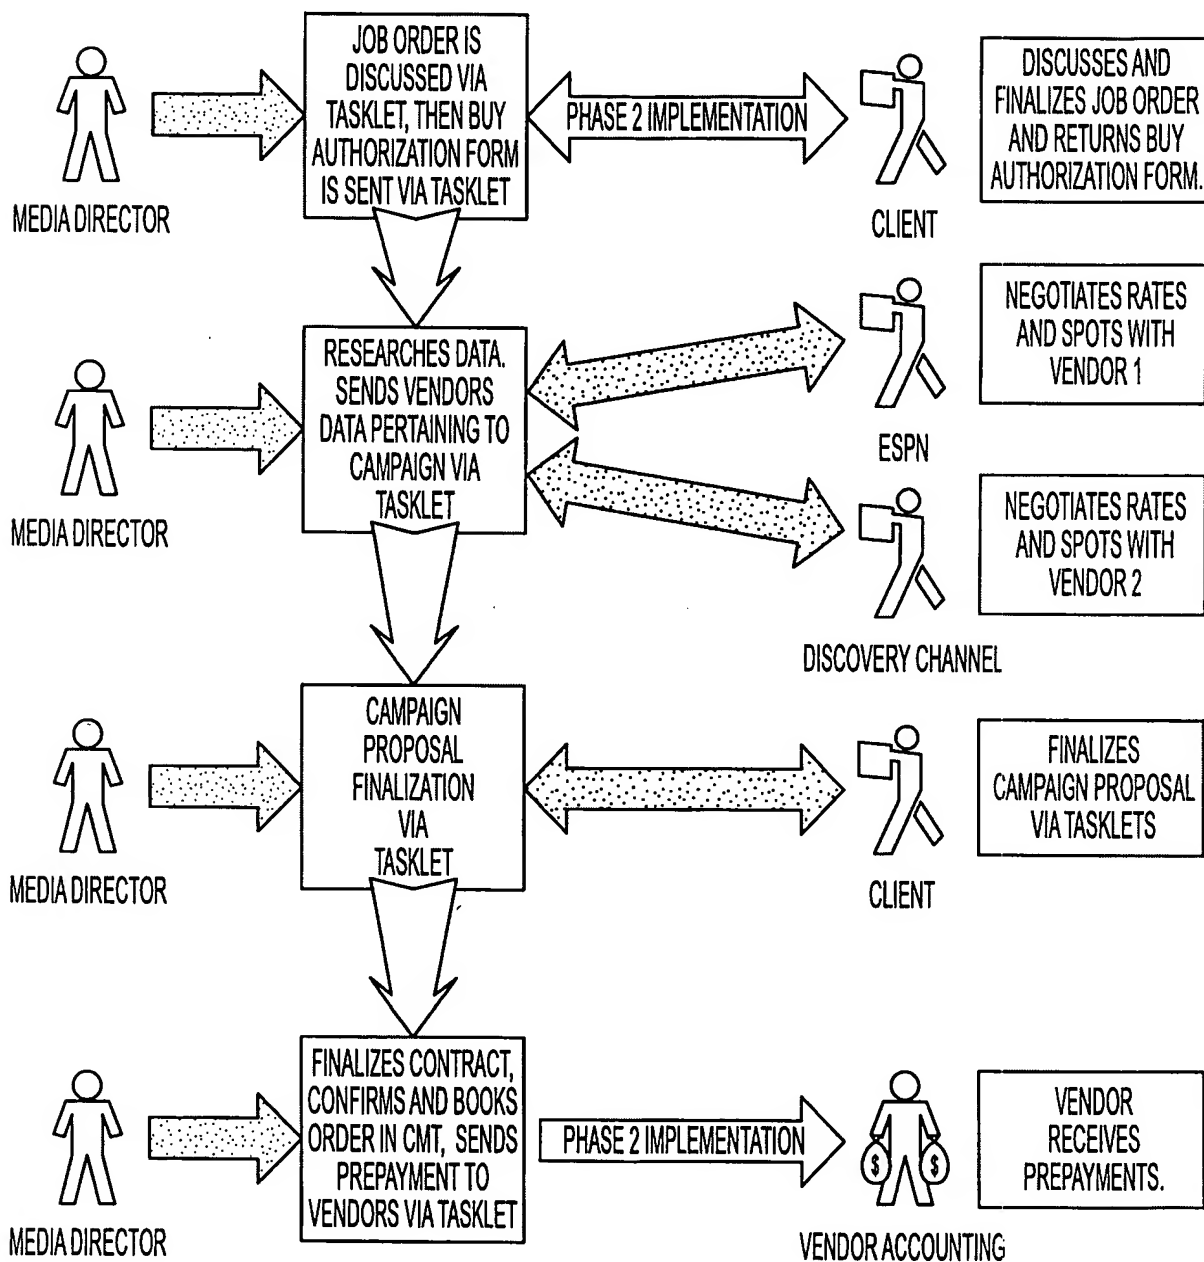 JOB ORDER IS
DISCUSSED VIA
TASKLET, THEN BUY
AUTHORIZATION FORM
IS SENT VIA TASKLET
PHASE 2 IMPLEMENTATION
DISCUSSES AND
FINALIZES JOB ORDER
AND RETURNS BUY
AUTHORIZATION FORM.
MEDIA DIRECTOR
CLIENT
RESEARCHES DATA.
SENDS VENDORS
DATA PERTAINING TO
CAMPAIGN VIA
TASKLET
NEGOTIATES RATES
AND SPOTS WITH
VENDOR 1
ESPN
MEDIA DIRECTOR
NEGOTIATES RATES
AND SPOTS WITH
VENDOR 2
DISCOVERY CHANNEL
CAMPAIGN
PROPOSAL
FINALIZATION
VIA
TASKLET
FINALIZES
CAMPAIGN PROPOSAL
VIA TASKLETS
MEDIA DIRECTOR
CLIENT
FINALIZES CONTRACT,
CONFIRMS AND BOOKS
ORDER IN CMT, SENDS
PREPAYMENT TO
VENDORS VIA TASKLET
PHASE 2 IMPLEMENTATION
$ $
VENDOR
RECEIVES
PREPAYMENTS.
MEDIA DIRECTOR
VENDOR ACCOUNTING